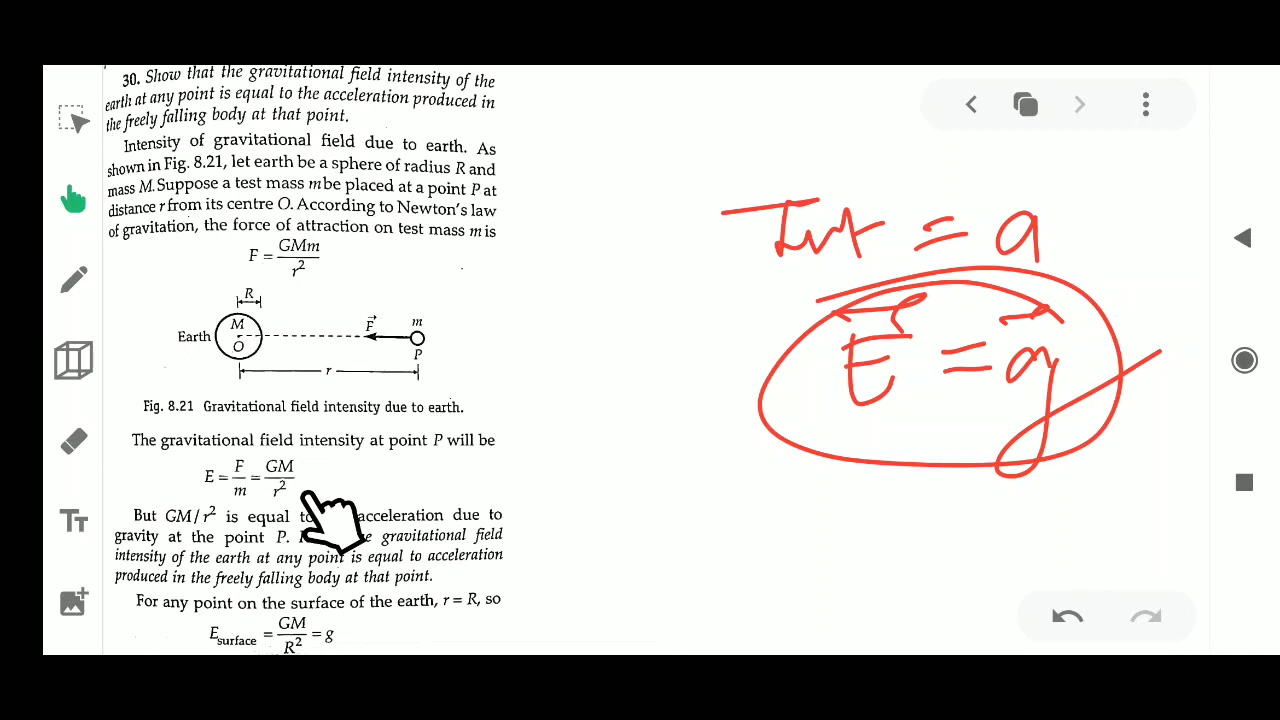 30. Show that the gravitational field intensity of the
earth at any point is equal to the acceleration produced in
the freely falling body at that point.
Intensity of gravitational field due to earth. As
shown in Fig. 8.21, let earth be a sphere of radius R and
mass M. Suppose a test mass m be placed at a point P at
distance r from its centre O. According to Newton's law
of gravitation, the force of attraction on test mass m is
F = GMm / r²
R
M
Earth
O
F
m
P
r
Fig. 8.21 Gravitational field intensity due to earth.
The gravitational field intensity at point P will be
E = F/m = GM/r²
But GM/r² is equal to acceleration due to
gravity at the point P. gravitational field
intensity of the earth at any point is equal to acceleration
produced in the freely falling body at that point.
For any point on the surface of the earth, r = R, so
E surface = GM/R² = g
= a
E = g
Tt